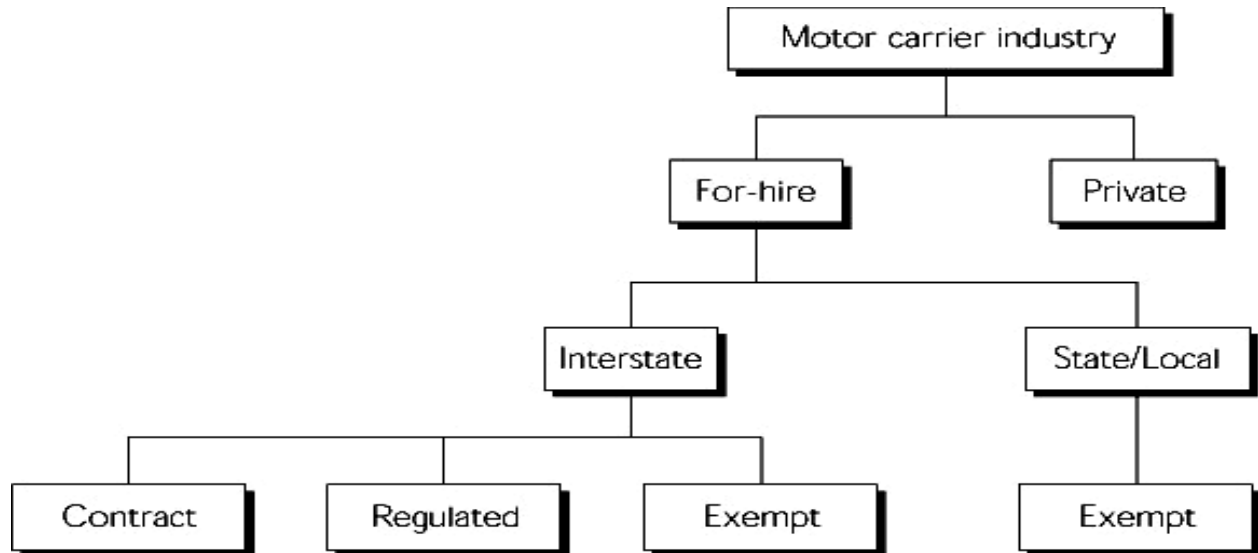 Motor carrier industry
For-hire
Private
Interstate
State/Local
Contract
Regulated
Exempt
Exempt